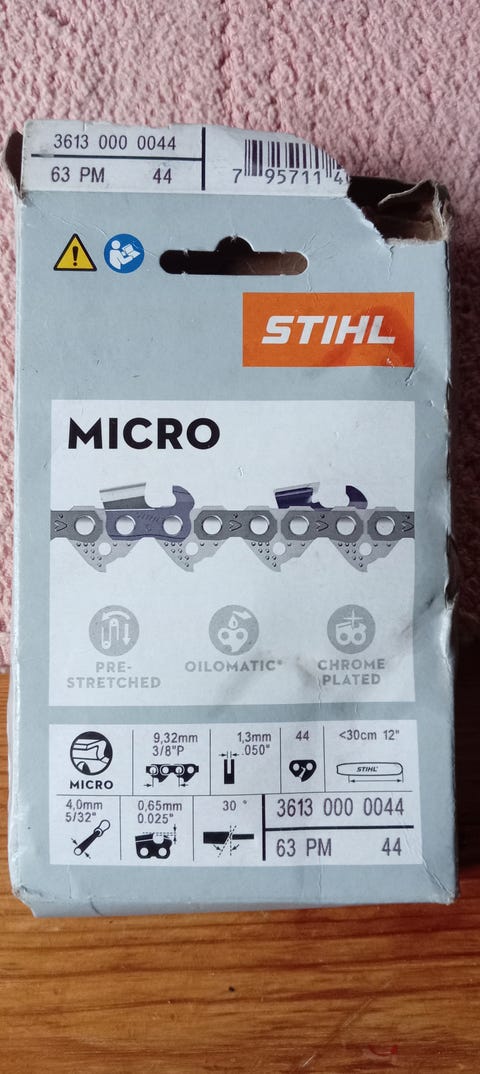 3613 000 0044
63 PM 44
7 95711 4
STIHL
MICRO
PRE-
STRETCHED
OILOMATIC®
CHROME
PLATED
MICRO
9,32mm
3/8"P
1,3mm
.050"
44
<30cm 12"
STIHL
4,0mm
5/32"
0,65mm
0.025"
30 °
3613 000 0044
63 PM 44